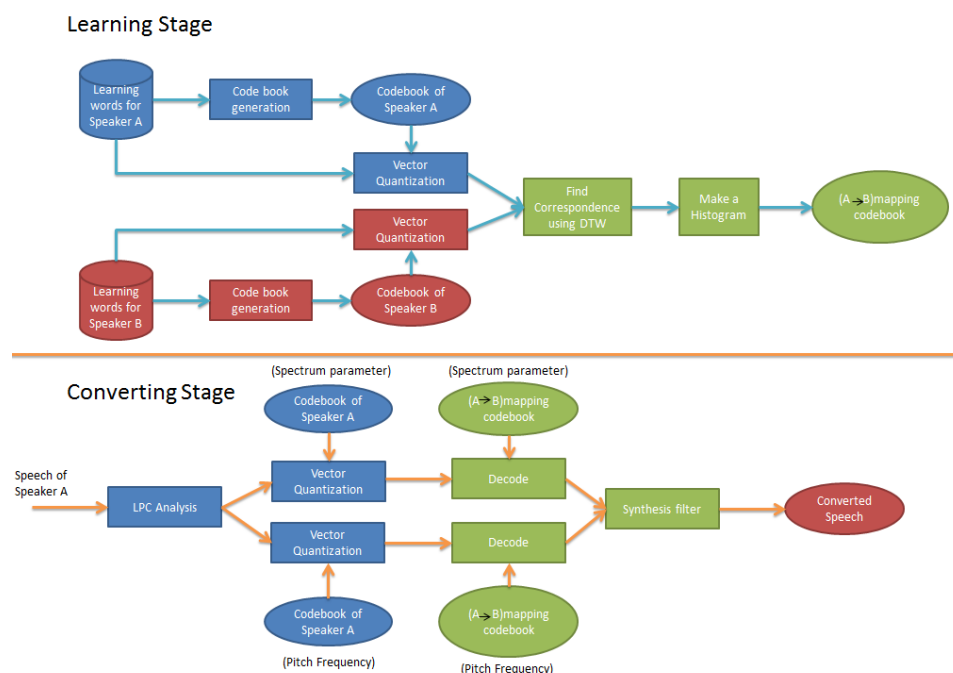 Learning Stage
Learning
words for
Speaker A
Code book
generation
Codebook of
Speaker A
Vector
Quantization
Vector
Quantization
Find
Correspondence
using DTW
Make a
Histogram
(A→B)mapping
codebook
Learning
words for
Speaker B
Code book
generation
Codebook of
Speaker B
Converting Stage
(Spectrum parameter)
(Spectrum parameter)
Codebook of
Speaker A
(A→B)mapping
codebook
Speech of
Speaker A
LPC Analysis
Vector
Quantization
Decode
Vector
Quantization
Decode
Synthesis filter
Converted
Speech
Codebook of
Speaker A
(A→B)mapping
codebook
(Pitch Frequency)
(Pitch Frequency)